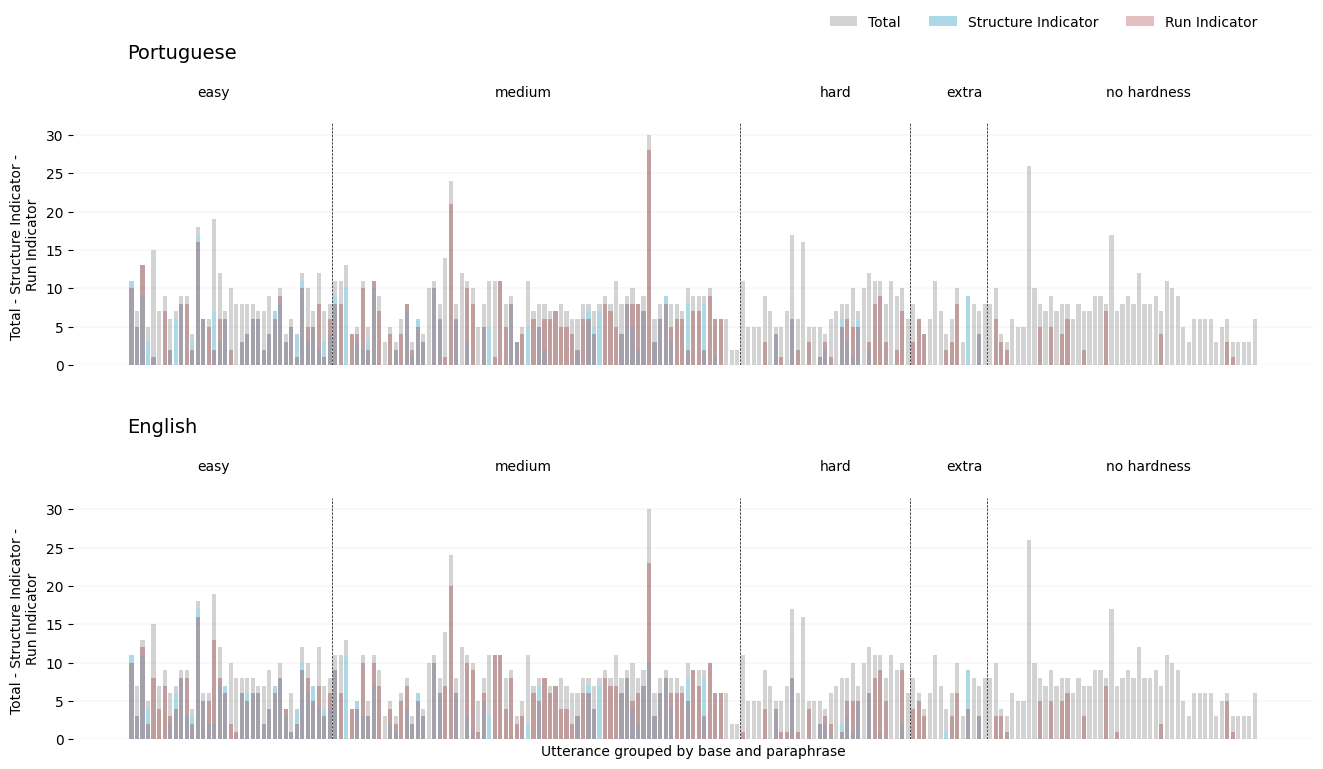 Total Structure Indicator Run Indicator
Portuguese
easy medium hard extra no hardness
Total - Structure Indicator -
Run Indicator
30
25
20
15
10
5
0
English
easy medium hard extra no hardness
Total - Structure Indicator -
Run Indicator
30
25
20
15
10
5
0
Utterance grouped by base and paraphrase